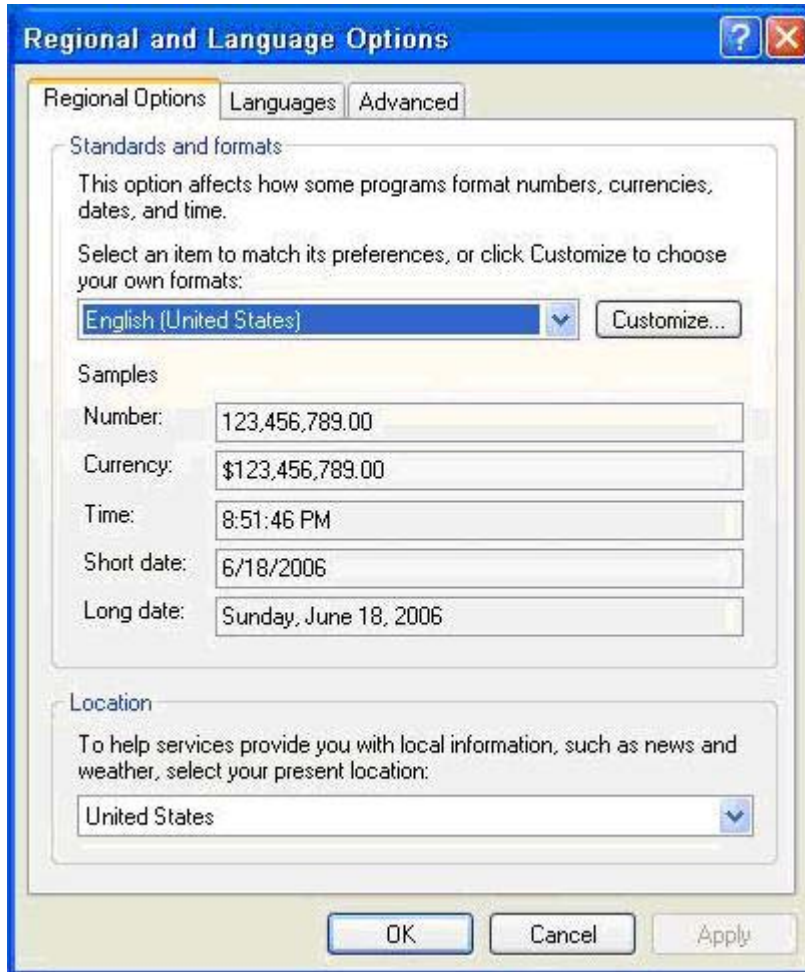 Regional and Language Options
Regional Options Languages Advanced
Standards and formats
This option affects how some programs format numbers, currencies,
dates, and time.
Select an item to match its preferences, or click Customize to choose
your own formats:
English (United States) Customize...
Samples
Number: 123,456,789.00
Currency: $123,456,789.00
Time: 8:51:46 PM
Short date: 6/18/2006
Long date: Sunday, June 18, 2006
Location
To help services provide you with local information, such as news and
weather, select your present location:
United States
OK Cancel Apply